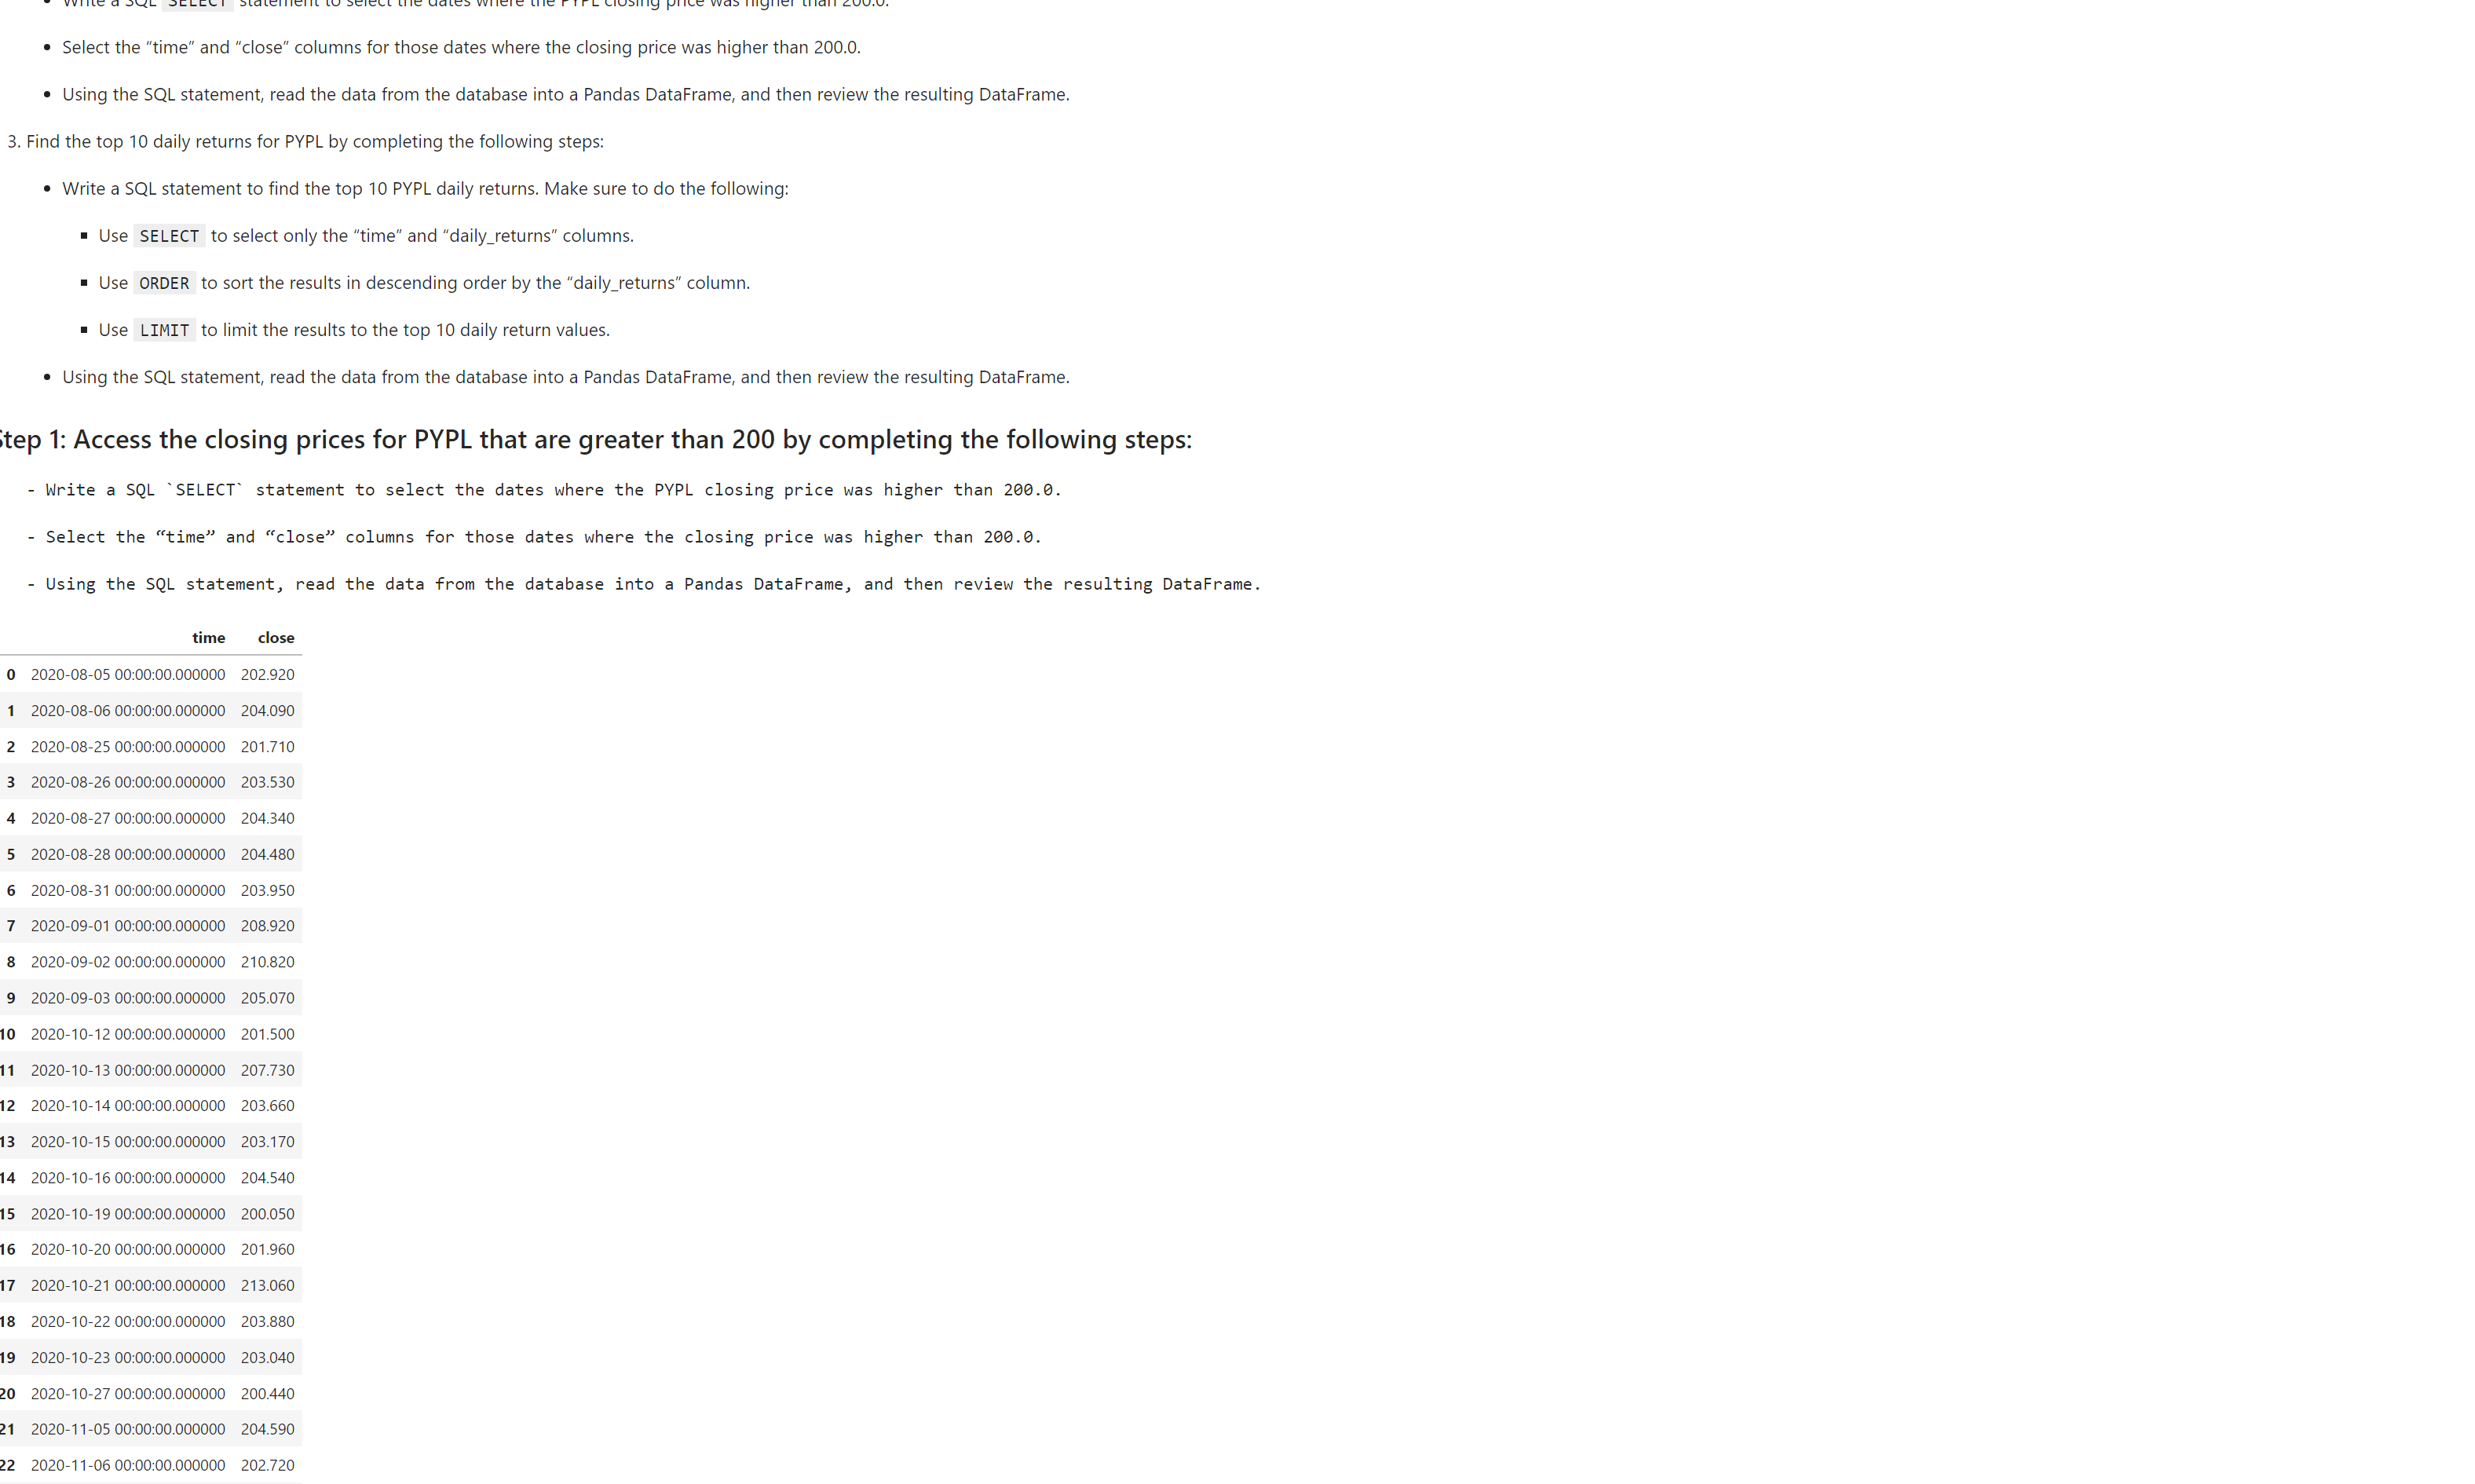 Write a SQL SELECT statement to select the dates where the PYPL closing price was higher than 200.0.
• Select the “time” and “close” columns for those dates where the closing price was higher than 200.0.
• Using the SQL statement, read the data from the database into a Pandas DataFrame, and then review the resulting DataFrame.
3. Find the top 10 daily returns for PYPL by completing the following steps:
• Write a SQL statement to find the top 10 PYPL daily returns. Make sure to do the following:
▪ Use SELECT to select only the “time” and “daily_returns” columns.
▪ Use ORDER to sort the results in descending order by the “daily_returns” column.
▪ Use LIMIT to limit the results to the top 10 daily return values.
• Using the SQL statement, read the data from the database into a Pandas DataFrame, and then review the resulting DataFrame.
Step 1: Access the closing prices for PYPL that are greater than 200 by completing the following steps:
- Write a SQL `SELECT` statement to select the dates where the PYPL closing price was higher than 200.0.
- Select the “time” and “close” columns for those dates where the closing price was higher than 200.0.
- Using the SQL statement, read the data from the database into a Pandas DataFrame, and then review the resulting DataFrame.
time close
0 2020-08-05 00:00:00.000000 202.920
1 2020-08-06 00:00:00.000000 204.090
2 2020-08-25 00:00:00.000000 201.710
3 2020-08-26 00:00:00.000000 203.530
4 2020-08-27 00:00:00.000000 204.340
5 2020-08-28 00:00:00.000000 204.480
6 2020-08-31 00:00:00.000000 203.950
7 2020-09-01 00:00:00.000000 208.920
8 2020-09-02 00:00:00.000000 210.820
9 2020-09-03 00:00:00.000000 205.070
10 2020-10-12 00:00:00.000000 201.500
11 2020-10-13 00:00:00.000000 207.730
12 2020-10-14 00:00:00.000000 203.660
13 2020-10-15 00:00:00.000000 203.170
14 2020-10-16 00:00:00.000000 204.540
15 2020-10-19 00:00:00.000000 200.050
16 2020-10-20 00:00:00.000000 201.960
17 2020-10-21 00:00:00.000000 213.060
18 2020-10-22 00:00:00.000000 203.880
19 2020-10-23 00:00:00.000000 203.040
20 2020-10-27 00:00:00.000000 200.440
21 2020-11-05 00:00:00.000000 204.590
22 2020-11-06 00:00:00.000000 202.720